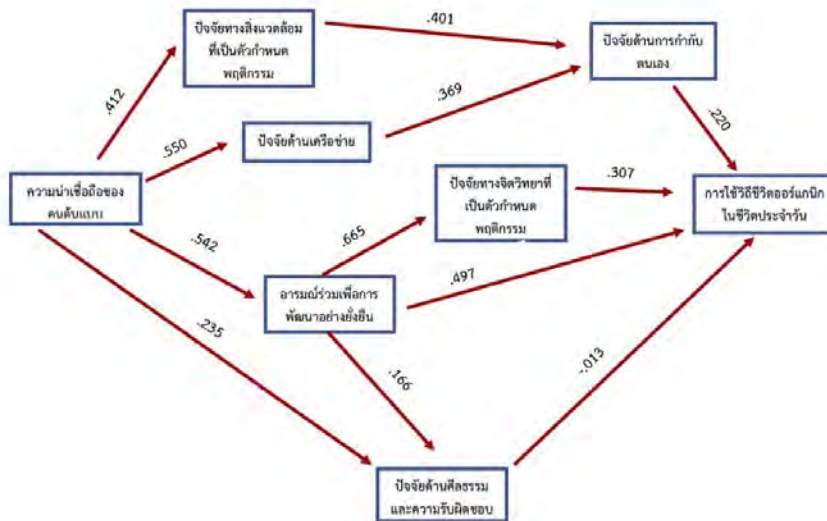 ปัจจัยทางสิ่งแวดล้อม
ที่เป็นตัวกำหนด
พฤติกรรม
.401
ปัจจัยด้านการกำกับ
ตนเอง
.412
.369
.550
ปัจจัยด้านเครือข่าย
.220
ความน่าเชื่อถือของ
คนต้นแบบ
ปัจจัยทางจิตวิทยาที่
เป็นตัวกำหนด
พฤติกรรม
.307
การใช้วิถีชีวิตออร์แกนิก
ในชีวิตประจำวัน
.542
.665
อารมณ์ร่วมเพื่อการ
พัฒนาอย่างยั่งยืน
.497
.235
.166
-.013
ปัจจัยด้านศีลธรรม
และความรับผิดชอบ